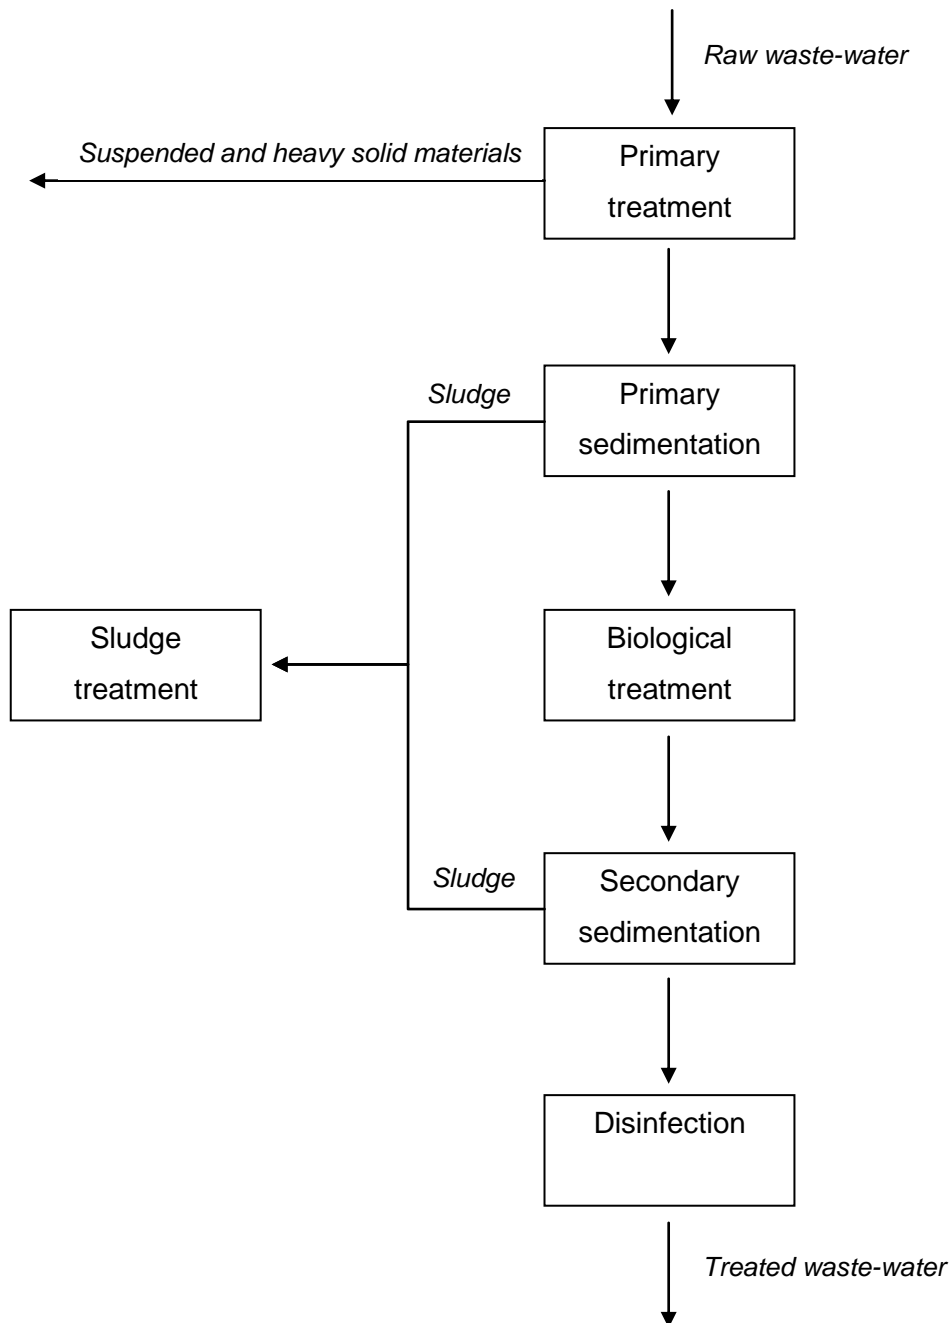 Raw waste-water
Suspended and heavy solid materials
Primary
treatment
Sludge
Primary
sedimentation
Sludge
treatment
Biological
treatment
Sludge
Secondary
sedimentation
Disinfection
Treated waste-water